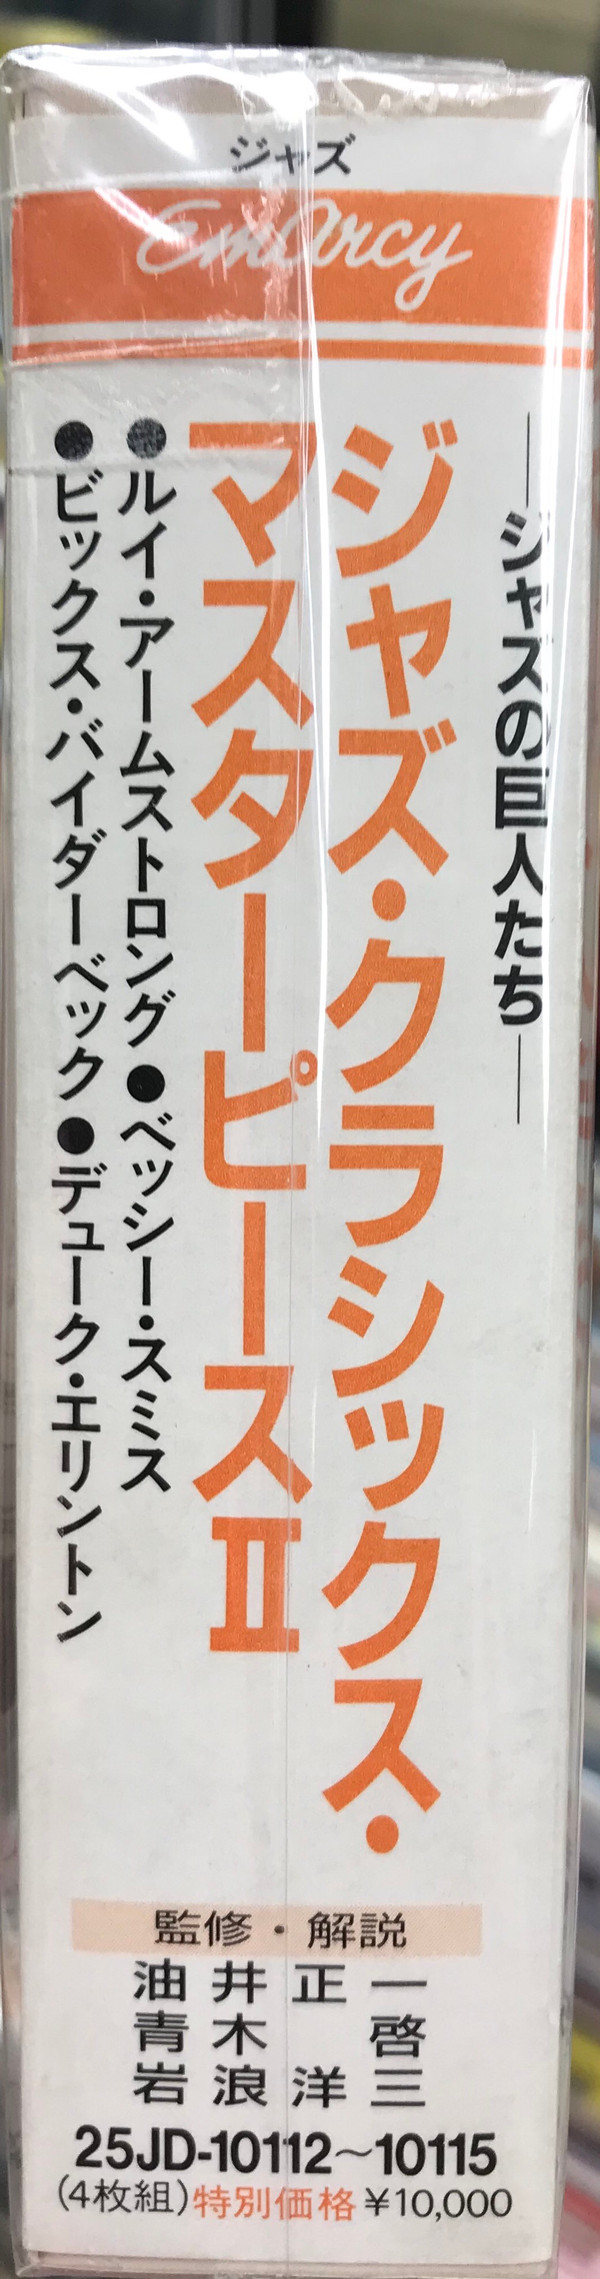 ジャズ
EmArcy
―ジャズの巨人たち―
ジャズ・クラシックス・
マスターピースⅡ
●ルイ・アームストロング●ベッシー・スミス
●ビックス・バイダーベック●デューク・エリントン
監修・解説
油井正一
青木 啓
岩浪洋三
25JD-10112～10115
(4枚組)特別価格¥10,000